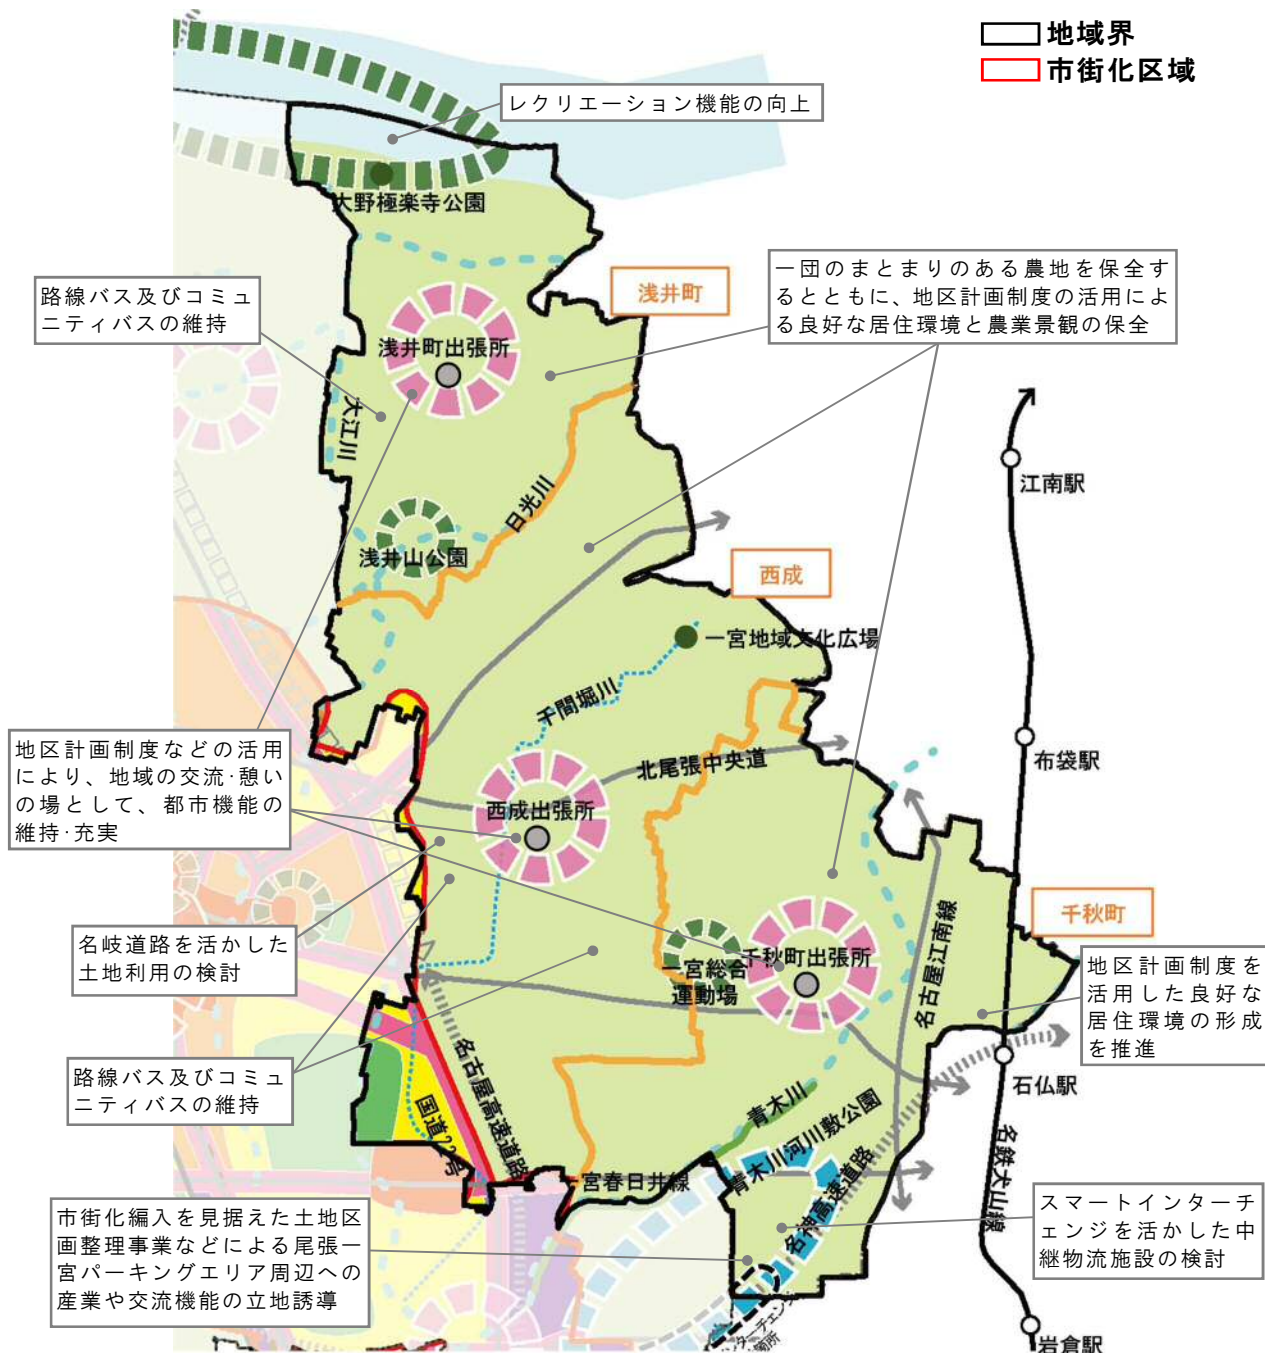 地域界
市街化区域
レクリエーション機能の向上
大野極楽寺公園
路線バス及びコミュ
ニティバスの維持
浅井町
一団のまとまりのある農地を保全す
るとともに、地区計画制度の活用によ
る良好な居住環境と農業景観の保全
浅井町出張所
大江川
日光川
浅井山公園
江南駅
西成
一宮地域文化広場
千間堀川
布袋駅
北尾張中央道
地区計画制度などの活用
により、地域の交流・憩い
の場として、都市機能の
維持・充実
西成出張所
千秋町
名岐道路を活かした
土地利用の検討
千秋町出張所
一宮総合
運動場
名古屋江南線
地区計画制度を
活用した良好な
居住環境の形成
を推進
路線バス及びコミュ
ニティバスの維持
名古屋高速道路
国道22号
石仏駅
青木川
青木川河川敷公園
名神高速道路
名鉄犬山線
宮春日井線
市街化編入を見据えた土地区
画整理事業などによる尾張一
宮パーキングエリア周辺への
産業や交流機能の立地誘導
スマートインターチ
ェンジを活かした中
継物流施設の検討
岩倉駅